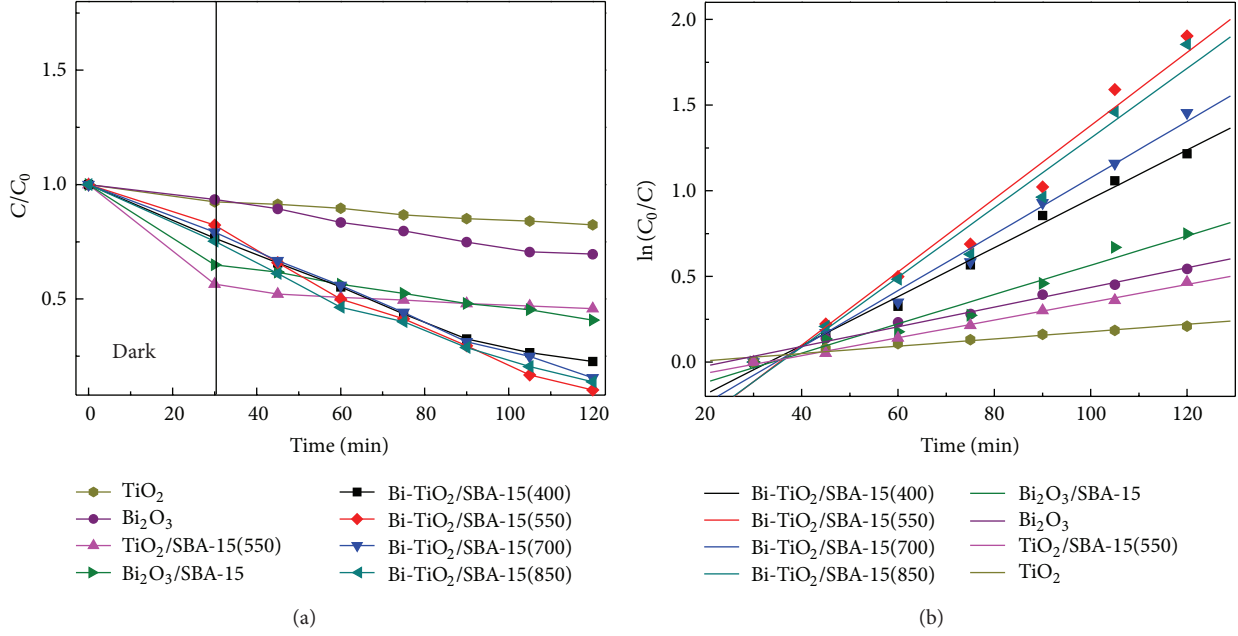 1.5
1.0
0.5
C/C₀
Dark
0
20
40
60
80
100
120
Time (min)
TiO₂
Bi₂O₃
TiO₂/SBA-15(550)
Bi₂O₃/SBA-15
Bi-TiO₂/SBA-15(400)
Bi-TiO₂/SBA-15(550)
Bi-TiO₂/SBA-15(700)
Bi-TiO₂/SBA-15(850)
(a)
2.0
1.5
1.0
0.5
0.0
ln (C₀/C)
20
40
60
80
100
120
Time (min)
Bi-TiO₂/SBA-15(400)
Bi-TiO₂/SBA-15(550)
Bi-TiO₂/SBA-15(700)
Bi-TiO₂/SBA-15(850)
Bi₂O₃/SBA-15
Bi₂O₃
TiO₂/SBA-15(550)
TiO₂
(b)